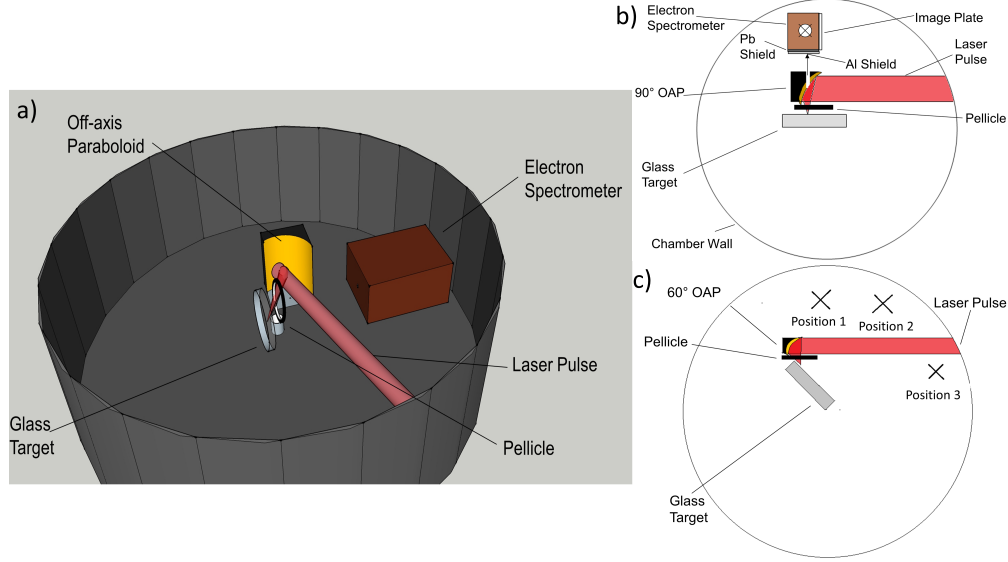 a)
Off-axis
Paraboloid
Electron
Spectrometer
Laser Pulse
Glass
Target
Pellicle
b)
Electron
Spectrometer
Image Plate
Pb
Shield
Laser
Pulse
Al Shield
90° OAP
Pellicle
Glass
Target
Chamber Wall
c)
60° OAP
Laser Pulse
Position 1
Position 2
Pellicle
Position 3
Glass
Target